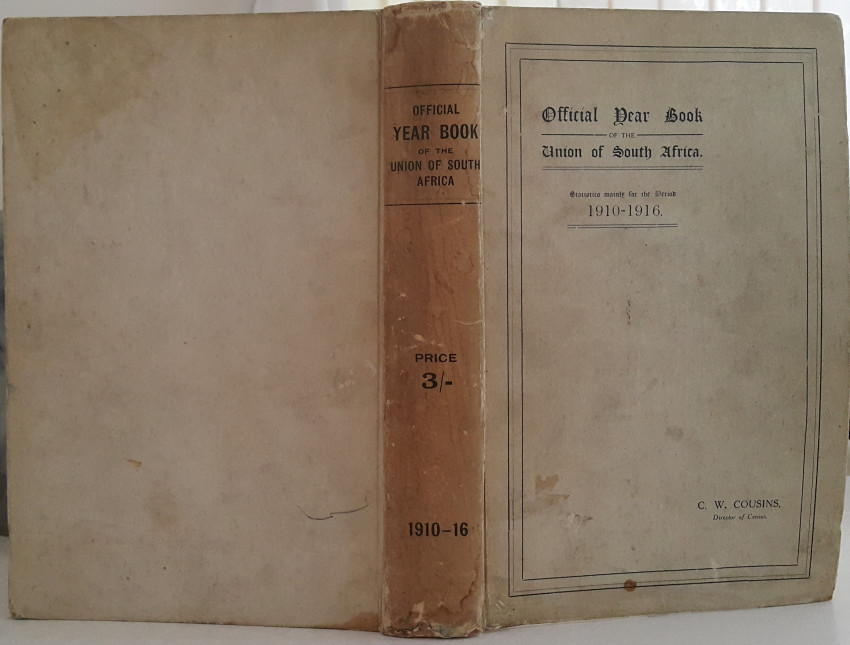 OFFICIAL
YEAR BOOK
OF THE
UNION OF SOUTH
AFRICA
PRICE
3/-
1910-16
Official Year Book
OF THE
Union of South Africa.
Statistics mainly for the Period
1910-1916.
C. W. COUSINS,
Director of Census.